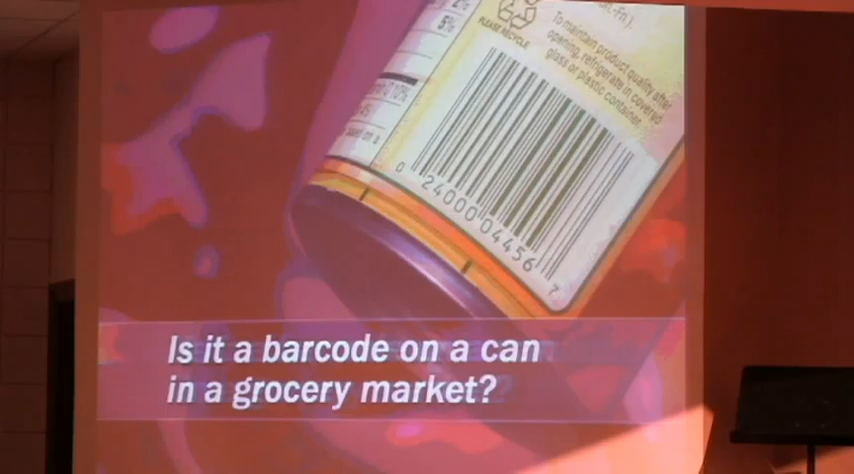 2%
5%
PLEASE RECYCLE
To maintain product quality after
opening, refrigerate in covered
glass or plastic container.
0 24000 04456 7
Is it a barcode on a can
in a grocery market?